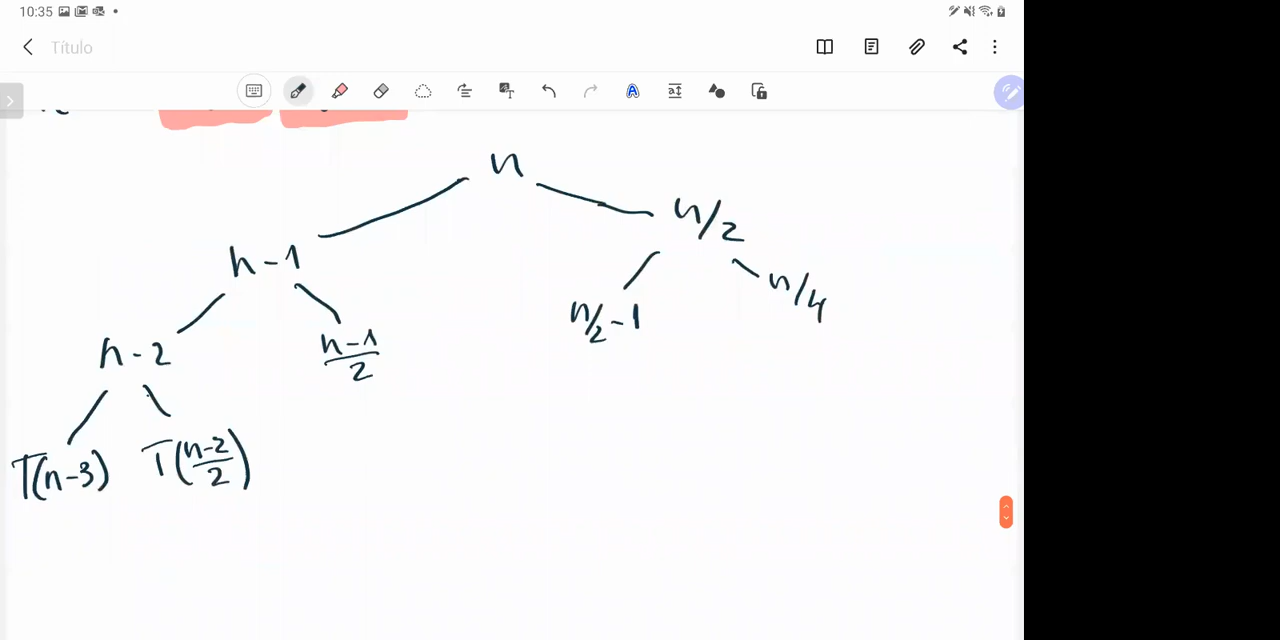 10:35
Título
n
n-1 n/2
n-2 n-1/2 n/2-1 n/4
T(n-3) T(n-2/2)